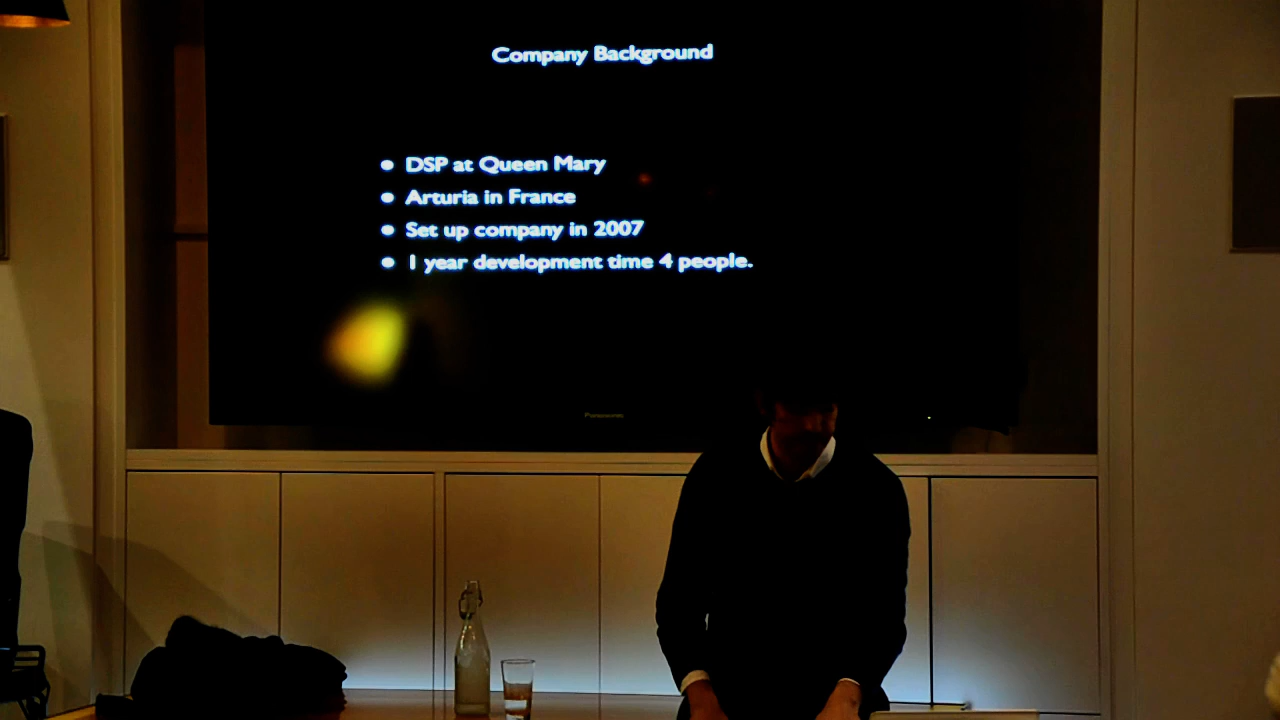 Company Background
• DSP at Queen Mary
• Arturia in France
• Set up company in 2007
• 1 year development time 4 people.
Panasonic